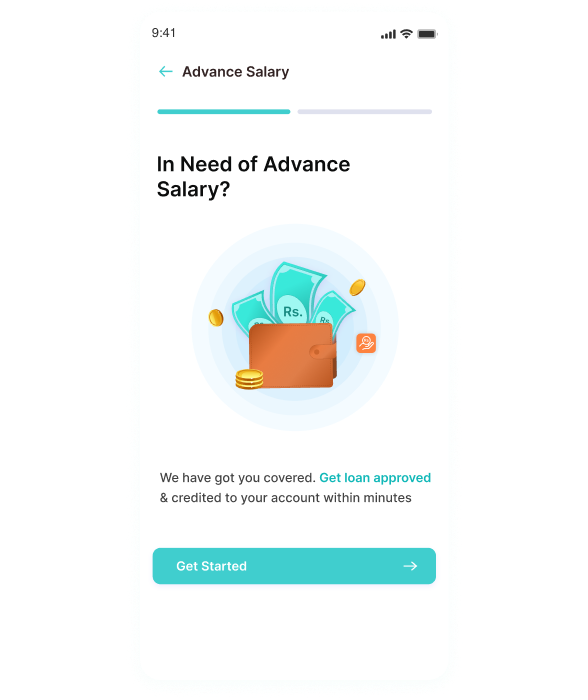 9:41
Advance Salary
In Need of Advance
Salary?
Rs.
Rs.
We have got you covered. Get loan approved
& credited to your account within minutes
Get Started